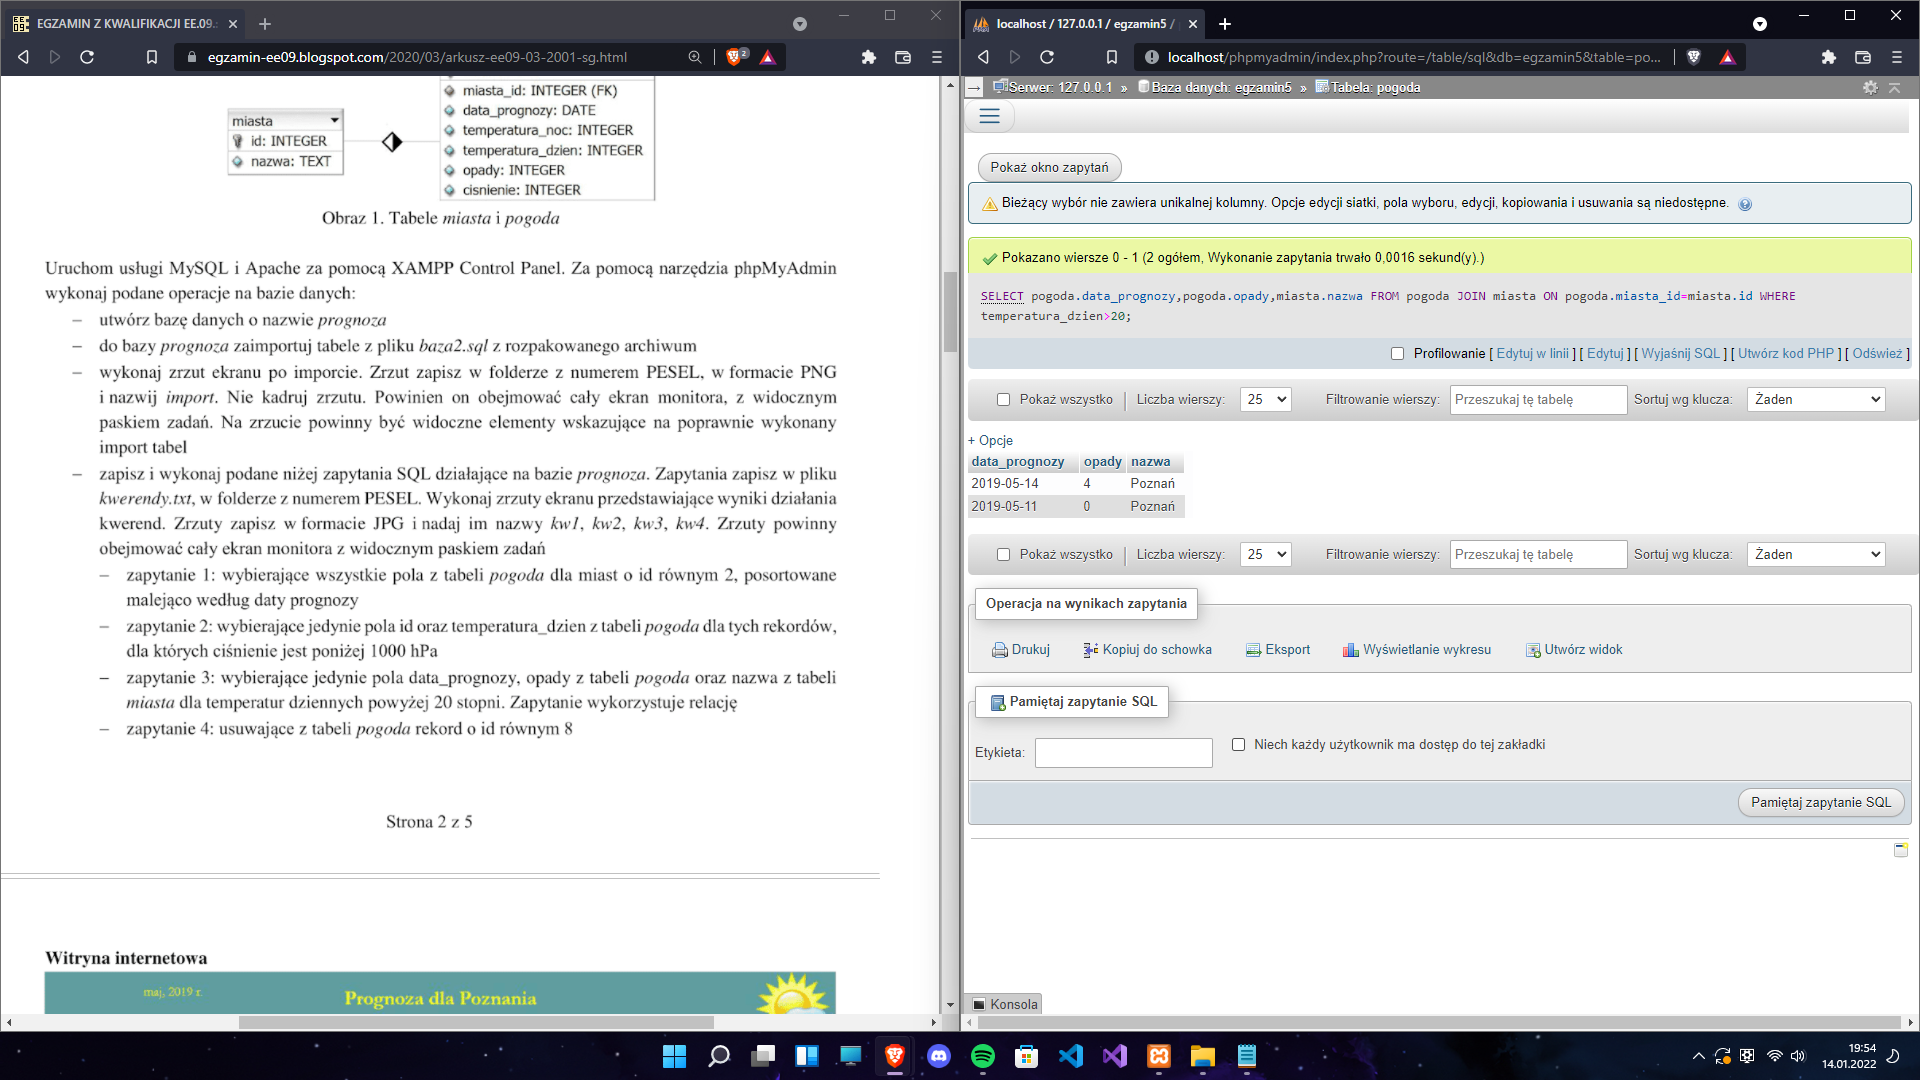 EGZAMIN Z KWALIFIKACJI EE.09.
egzamin-ee09.blogspot.com/2020/03/arkusz-ee09-03-2001-sg.html
2
miasta
id: INTEGER
nazwa: TEXT
miasta_id: INTEGER (FK)
data_prognozy: DATE
temperatura_noc: INTEGER
temperatura_dzien: INTEGER
opady: INTEGER
cisnienie: INTEGER
Obraz 1. Tabele miasta i pogoda
Uruchom usługi MySQL i Apache za pomocą XAMPP Control Panel. Za pomocą narzędzia phpMyAdmin
wykonaj podane operacje na bazie danych:
– utwórz bazę danych o nazwie prognoza
– do bazy prognoza zaimportuj tabele z pliku baza2.sql z rozpakowanego archiwum
– wykonaj zrzut ekranu po imporcie. Zrzut zapisz w folderze z numerem PESEL, w formacie PNG
i nazwij import. Nie kadruj zrzutu. Powinien on obejmować cały ekran monitora, z widocznym
paskiem zadań. Na zrzucie powinny być widoczne elementy wskazujące na poprawnie wykonany
import tabel
– zapisz i wykonaj podane niżej zapytania SQL działające na bazie prognoza. Zapytania zapisz w pliku
kwerendy.txt, w folderze z numerem PESEL. Wykonaj zrzuty ekranu przedstawiające wyniki działania
kwerend. Zrzuty zapisz w formacie JPG i nadaj im nazwy kw1, kw2, kw3, kw4. Zrzuty powinny
obejmować cały ekran monitora z widocznym paskiem zadań
– zapytanie 1: wybierające wszystkie pola z tabeli pogoda dla miast o id równym 2, posortowane
malejąco według daty prognozy
– zapytanie 2: wybierające jedynie pola id oraz temperatura_dzien z tabeli pogoda dla tych rekordów,
dla których ciśnienie jest poniżej 1000 hPa
– zapytanie 3: wybierające jedynie pola data_prognozy, opady z tabeli pogoda oraz nazwa z tabeli
miasta dla temperatur dziennych powyżej 20 stopni. Zapytanie wykorzystuje relację
– zapytanie 4: usuwające z tabeli pogoda rekord o id równym 8
Strona 2 z 5
Witryna internetowa
maj, 2019 r.
Prognoza dla Poznania
localhost / 127.0.0.1 / egzamin5 /
localhost/phpmyadmin/index.php?route=/table/sql&db=egzamin5&table=po...
Serwer: 127.0.0.1 » Baza danych: egzamin5 » Tabela: pogoda
Pokaż okno zapytań
Bieżący wybór nie zawiera unikalnej kolumny. Opcje edycji siatki, pola wyboru, edycji, kopiowania i usuwania są niedostępne.
Pokazano wiersze 0 - 1 (2 ogółem, Wykonanie zapytania trwało 0,0016 sekund(y).)
SELECT pogoda.data_prognozy,pogoda.opady,miasta.nazwa FROM pogoda JOIN miasta ON pogoda.miasta_id=miasta.id WHERE
temperatura_dzien>20;
Profilowanie [ Edytuj w linii ] [ Edytuj ] [ Wyjaśnij SQL ] [ Utwórz kod PHP ] [ Odśwież ]
Pokaż wszystko Liczba wierszy: 25 Filtrowanie wierszy: Przeszukaj tę tabelę Sortuj wg klucza: Żaden
+ Opcje
data_prognozy opady nazwa
2019-05-14 4 Poznań
2019-05-11 0 Poznań
Pokaż wszystko Liczba wierszy: 25 Filtrowanie wierszy: Przeszukaj tę tabelę Sortuj wg klucza: Żaden
Operacja na wynikach zapytania
Drukuj Kopiuj do schowka Eksport Wyświetlanie wykresu Utwórz widok
Pamiętaj zapytanie SQL
Etykieta: Niech każdy użytkownik ma dostęp do tej zakładki
Pamiętaj zapytanie SQL
Konsola
19:54
14.01.2022